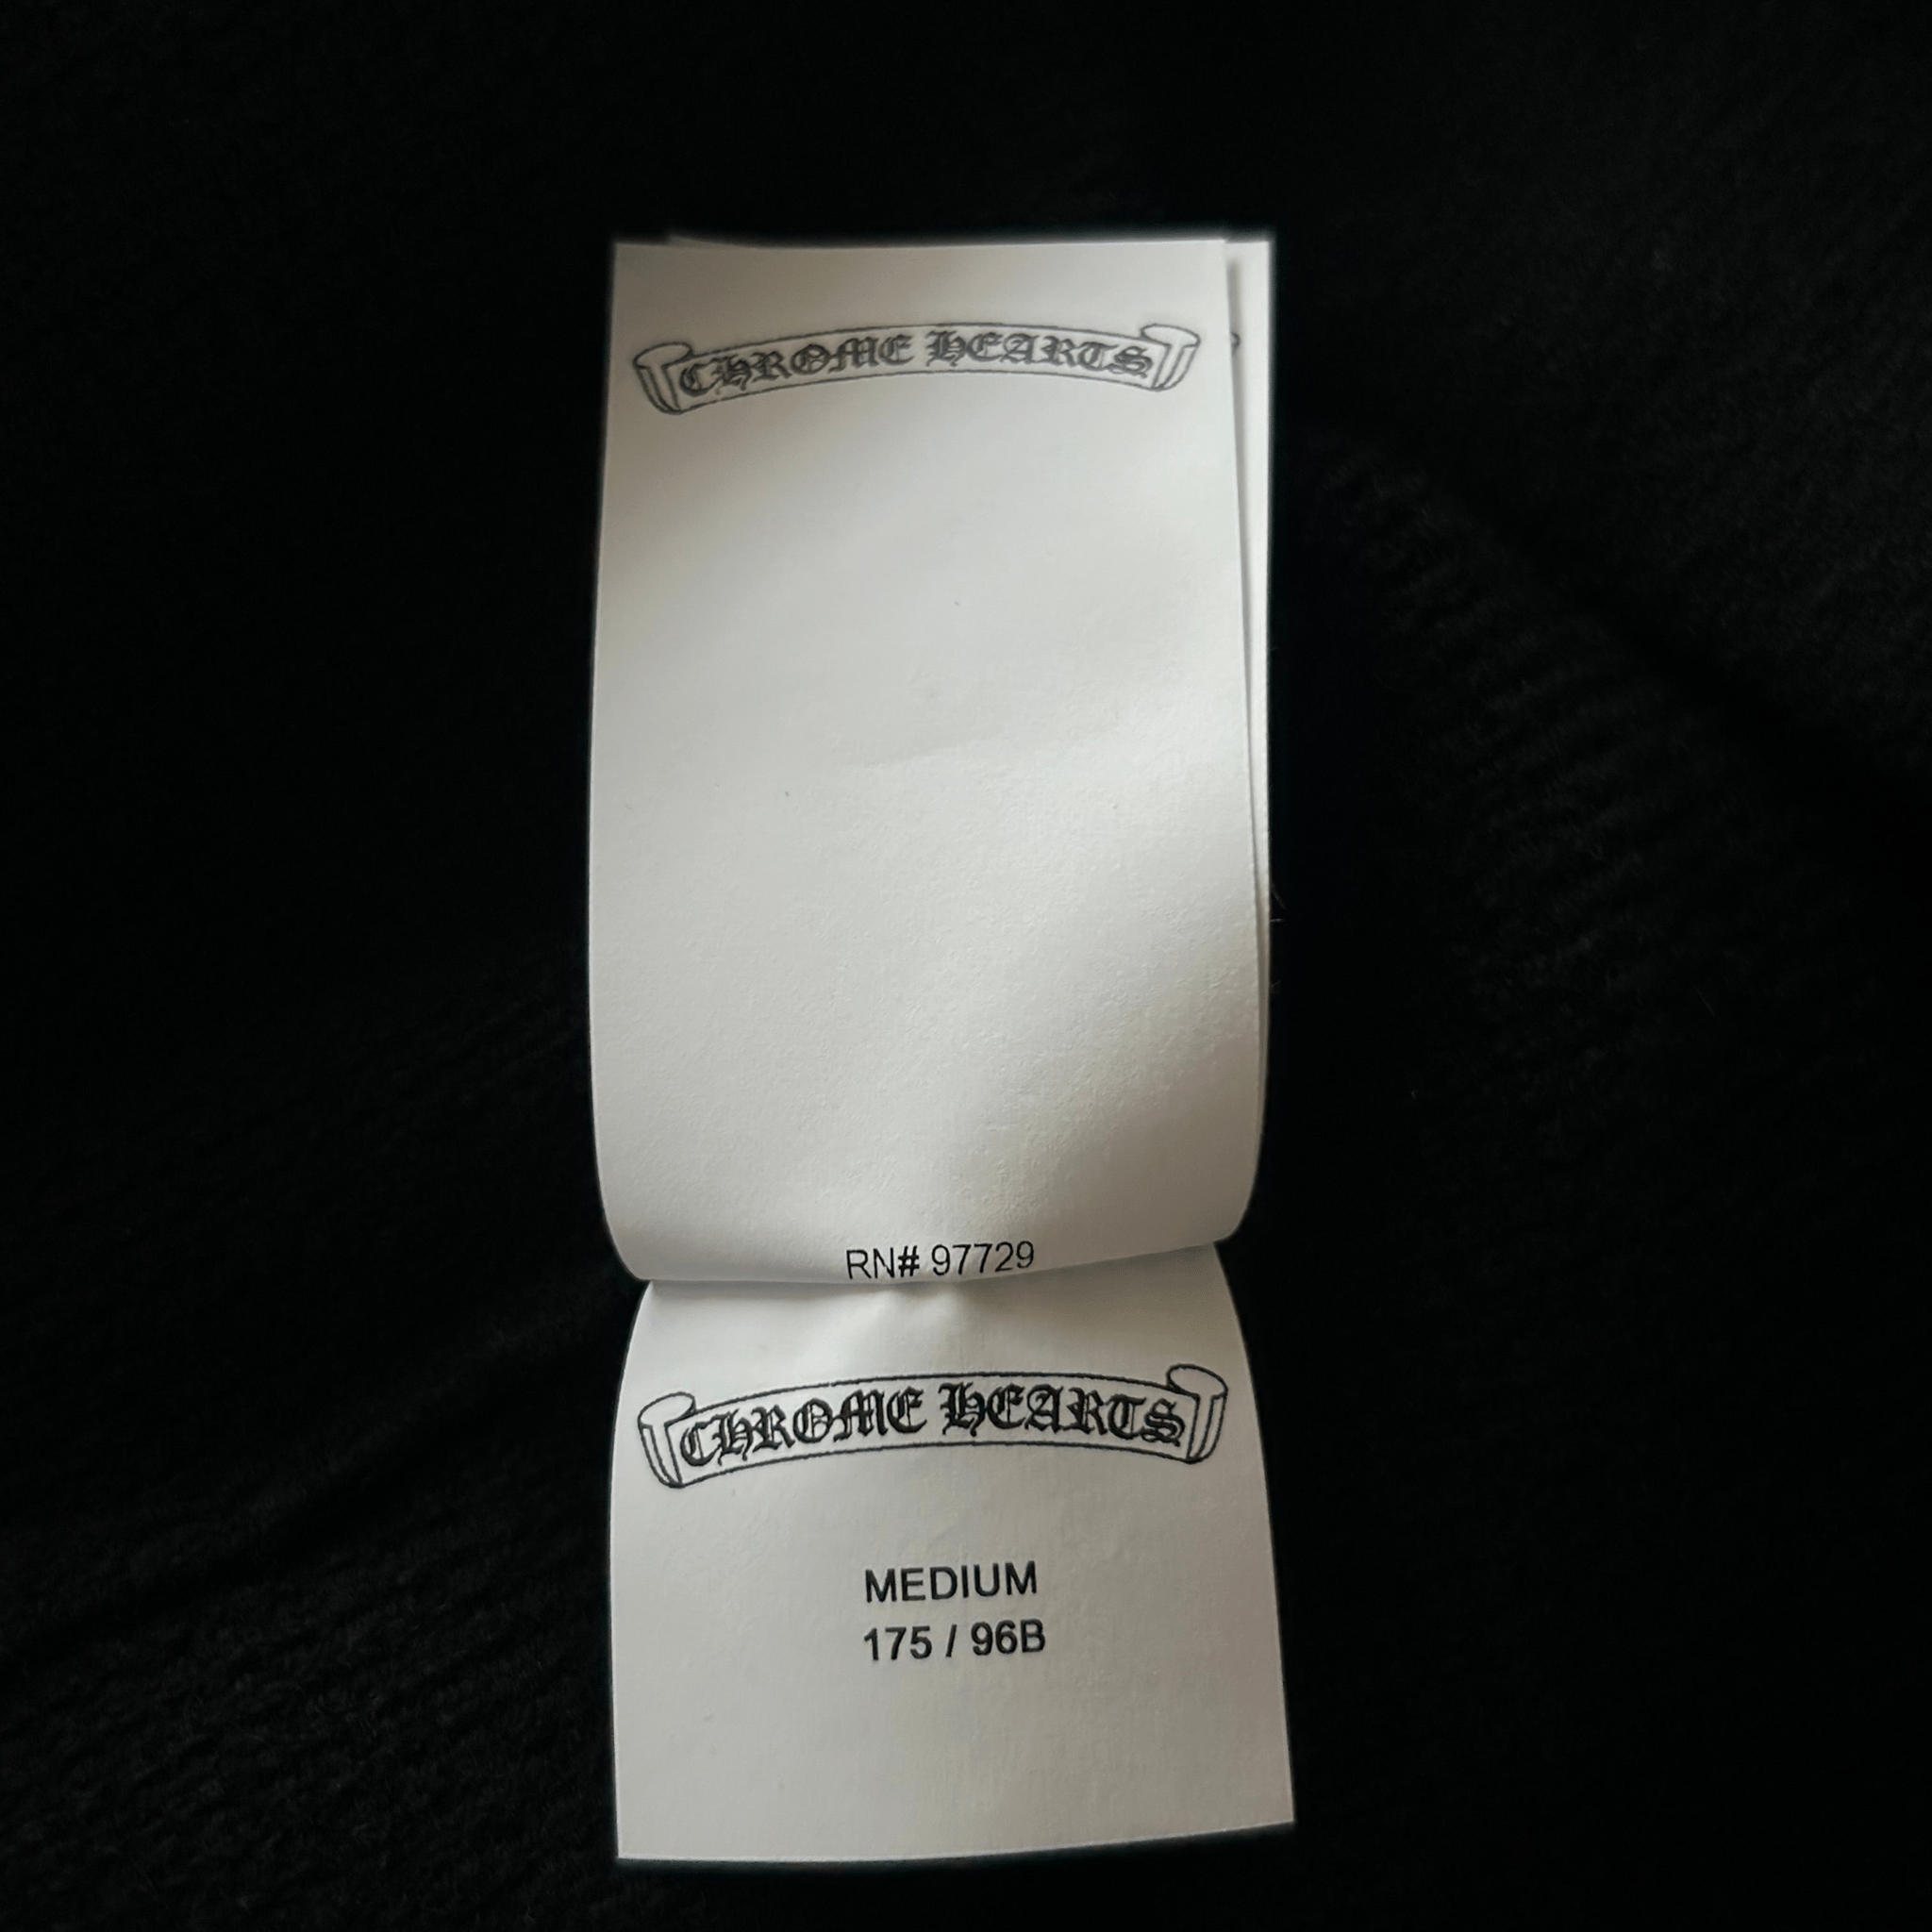 CHROME HEARTS
RN# 97729
CHROME HEARTS
MEDIUM
175 / 96B